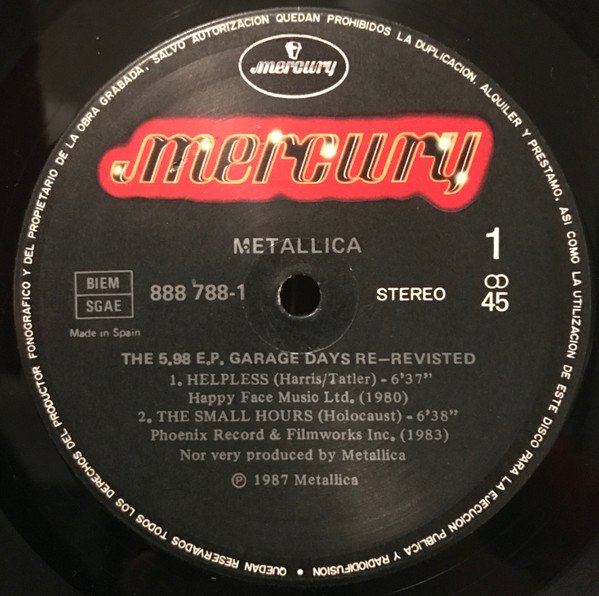 QUEDAN RESERVADOS TODOS LOS DERECHOS DEL PRODUCTOR FONOGRAFICO Y DEL PROPIETARIO DE LA OBRA GRABADA, SALVO AUTORIZACION QUEDAN PROHIBIDOS LA DUPLICACION, ALQUILER Y PRESTAMO, ASI COMO LA UTILIZACION DE ESTE DISCO PARA LA EJECUCION PUBLICA Y RADIODIFUSION •
mercury
mercury
METALLICA
1
BIEM
SGAE
888 788-1
STEREO
45
Made in Spain
THE 5.98 E.P. GARAGE DAYS RE-REVISTED
1. HELPLESS (Harris/Tatler) - 6'37"
Happy Face Music Ltd. (1980)
2. THE SMALL HOURS (Holocaust) - 6'38"
Phoenix Record & Filmworks Inc. (1983)
Nor very produced by Metallica
℗ 1987 Metallica